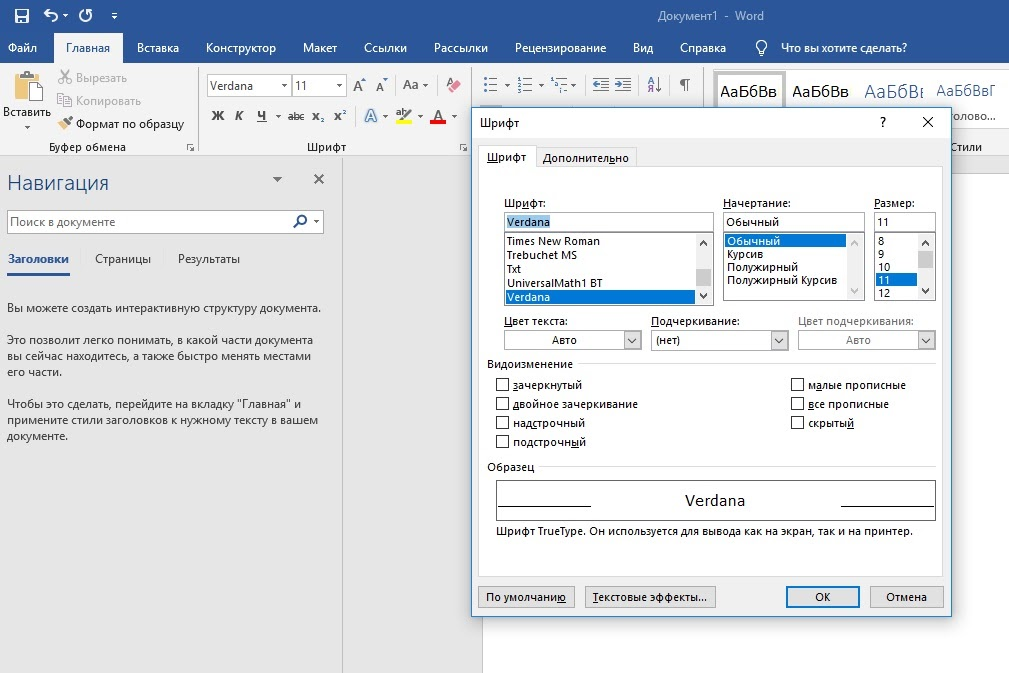 Документ1 - Word
Файл Главная Вставка Конструктор Макет Ссылки Рассылки Рецензирование Вид Справка Что вы хотите сделать?
Вставить
Вырезать
Копировать
Формат по образцу
Буфер обмена
Verdana 11 Aa
Ж К Ч abc x₂ x² A aby A
Шрифт
АаБбВв АаБбВв АаБбВ АаБбВвГ
олово...
Стили
Навигация
Поиск в документе
Заголовки Страницы Результаты
Вы можете создать интерактивную структуру документа.
Это позволит легко понимать, в какой части документа
вы сейчас находитесь, а также быстро менять местами
его части.
Чтобы это сделать, перейдите на вкладку "Главная" и
примените стили заголовков к нужному тексту в вашем
документе.
Шрифт ?
Шрифт Дополнительно
Шрифт: Начертание: Размер:
Verdana Обычный 11
Times New Roman Обычный 8
Trebuchet MS Курсив 9
Txt Полужирный 10
UniversalMath1 BT Полужирный Курсив 11
Verdana 12
Цвет текста: Подчеркивание: Цвет подчеркивания:
Авто (нет) Авто
Видоизменение
зачеркнутый малые прописные
двойное зачеркивание все прописные
надстрочный скрытый
подстрочный
Образец
Verdana
Шрифт TrueType. Он используется для вывода как на экран, так и на принтер.
По умолчанию Текстовые эффекты... ОК Отмена